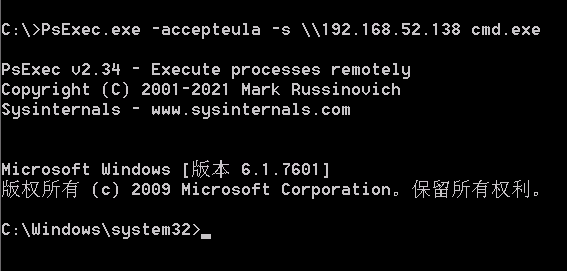 C:\>PsExec.exe -accepteula -s \\192.168.52.138 cmd.exe
PsExec v2.34 - Execute processes remotely
Copyright (C) 2001-2021 Mark Russinovich
Sysinternals - www.sysinternals.com
Microsoft Windows [版本 6.1.7601]
版权所有 (c) 2009 Microsoft Corporation。保留所有权利。
C:\Windows\system32>_